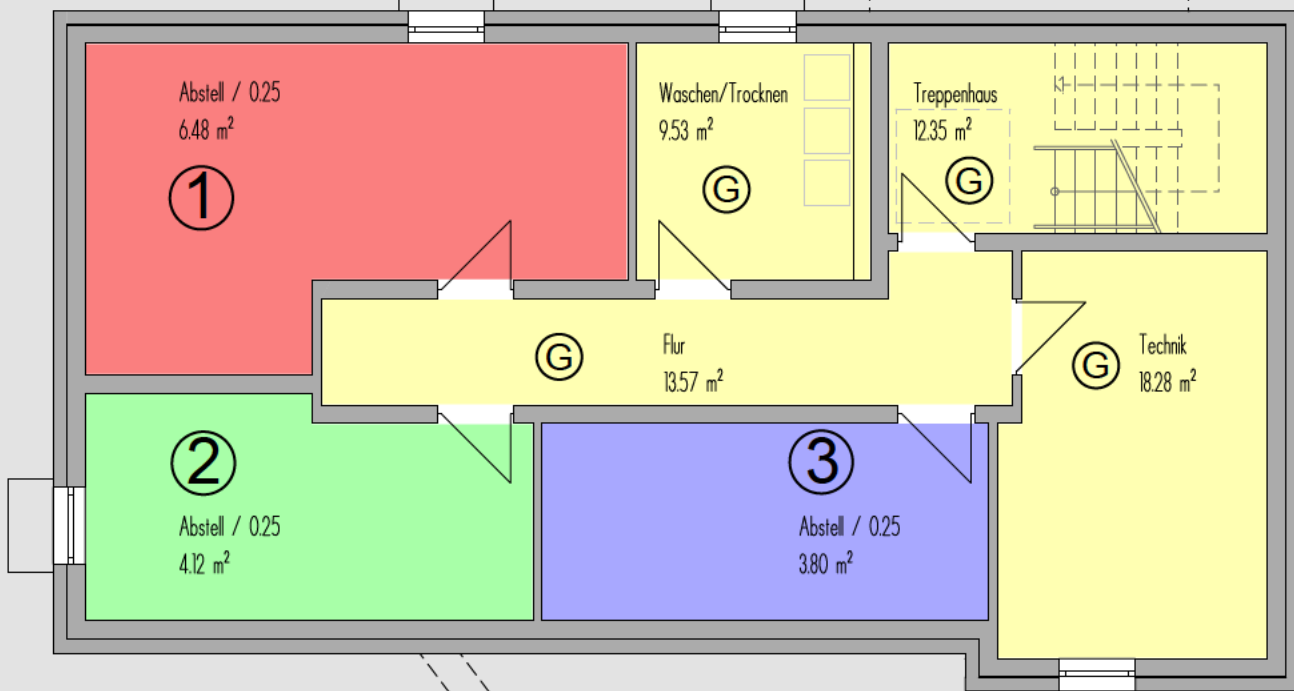 Abstell / 0.25
6.48 m²
1
Waschen/Trocknen
9.53 m²
G
Treppenhaus
12.35 m²
G
Flur
13.57 m²
G
Technik
18.28 m²
G
2
Abstell / 0.25
4.12 m²
3
Abstell / 0.25
3.80 m²